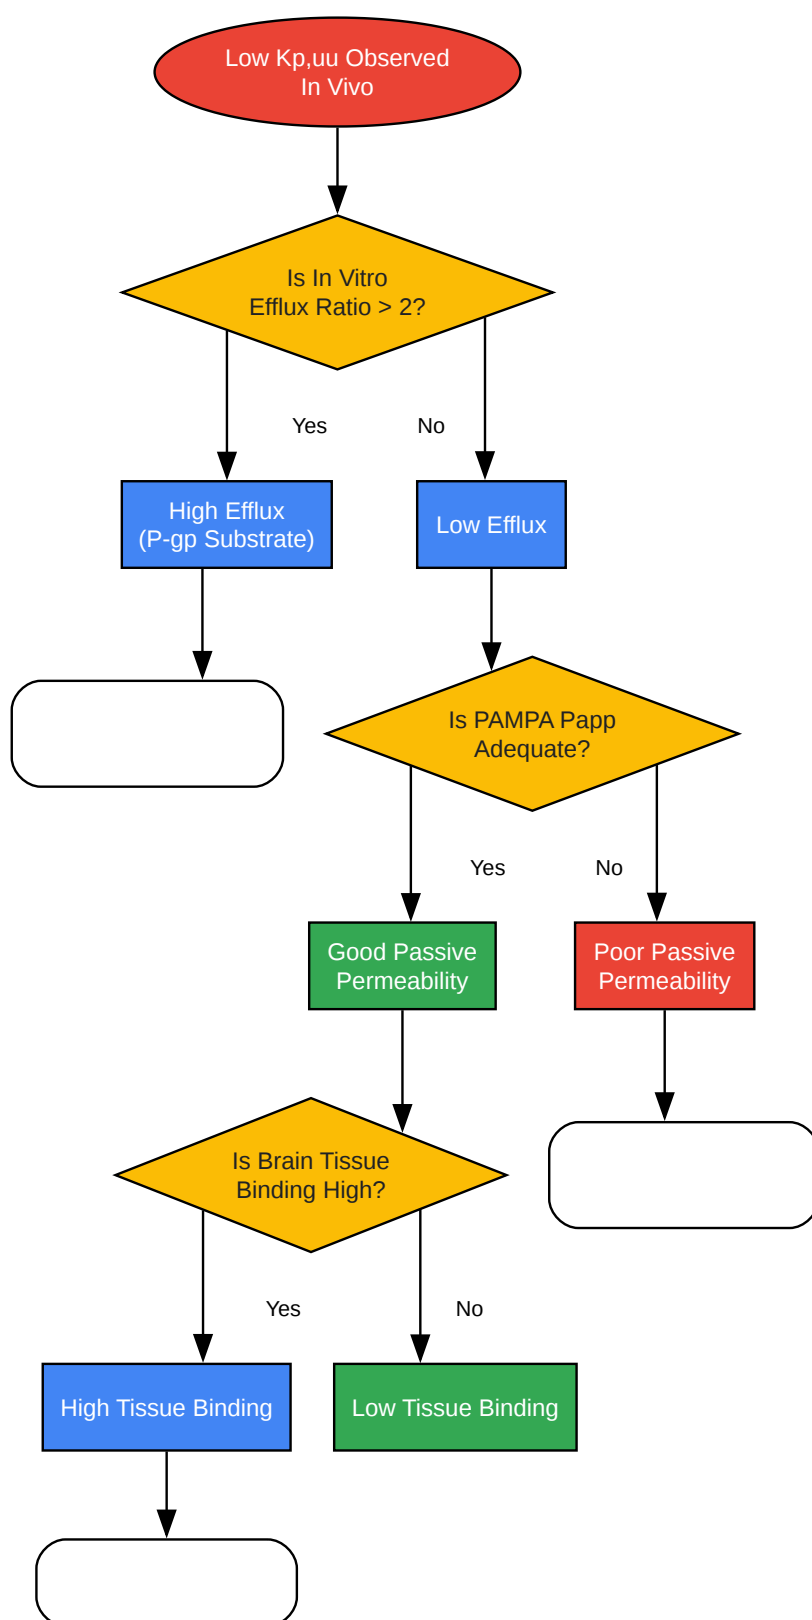 Low Kp,uu Observed
In Vivo
Is In Vitro
Efflux Ratio > 2?
Yes
No
High Efflux
(P-gp Substrate)
Low Efflux
Is PAMPA Papp
Adequate?
Yes
No
Good Passive
Permeability
Poor Passive
Permeability
Is Brain Tissue
Binding High?
Yes
No
High Tissue Binding
Low Tissue Binding